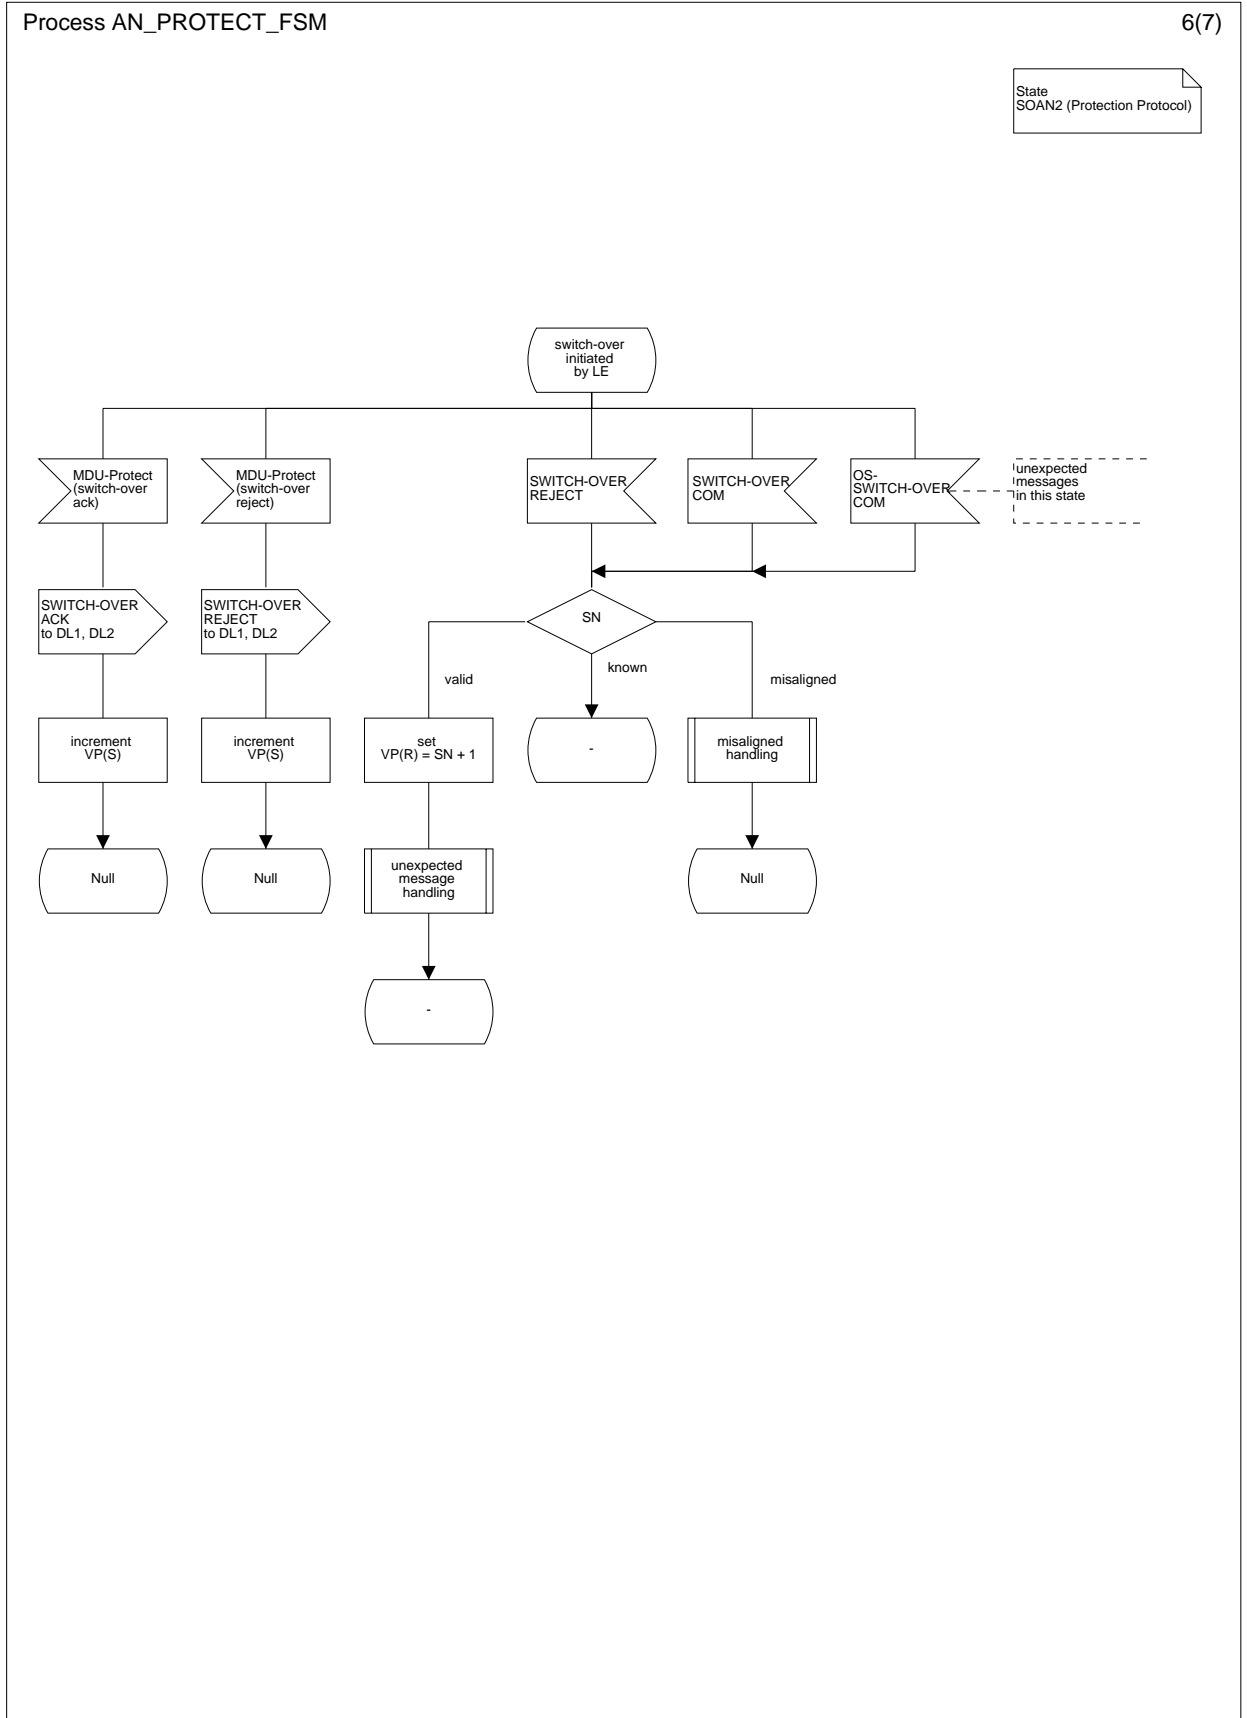 Process AN_PROTECT_FSM
6(7)
State
SOAN2 (Protection Protocol)
switch-over
initiated
by LE
MDU-Protect
(switch-over
ack)
MDU-Protect
(switch-over
reject)
SWITCH-OVER
REJECT
SWITCH-OVER
COM
OS-
SWITCH-OVER
COM
unexpected
messages
in this state
SWITCH-OVER
ACK
to DL1, DL2
SWITCH-OVER
REJECT
to DL1, DL2
SN
valid
known
misaligned
increment
VP(S)
increment
VP(S)
set
VP(R) = SN + 1
-
misaligned
handling
Null
Null
unexpected
message
handling
Null
-